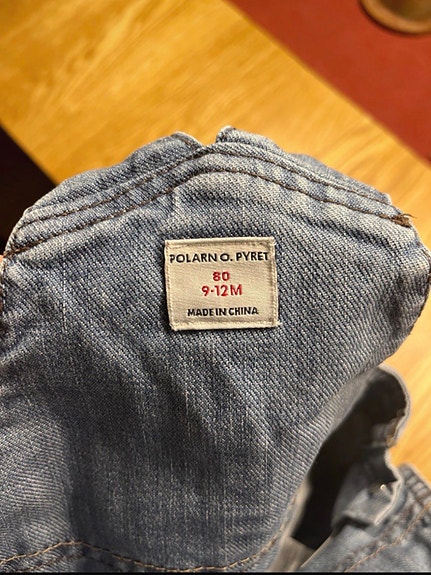 POLARN O. PYRET
80
9-12M
MADE IN CHINA